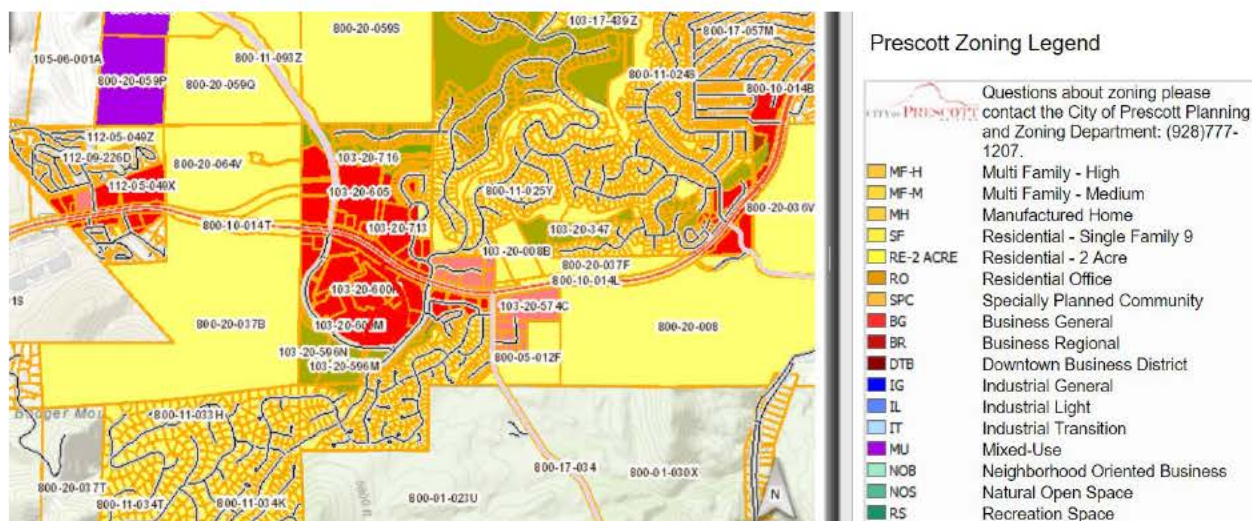 103-17-439Z
800-20-059S
800-17-057M
105-06-001A
800-11-093Z
800-11-024S
800-20-059P
800-20-059Q
800-10-014B
112-05-049Z
112-09-226D
103-20-716
800-20-064V
112-05-049X
103-20-605
800-11-025Y
800-20-036V
800-10-014T
103-20-713
103-20-347
103-20-008B
800-20-037F
800-10-014L
103-20-574C
800-20-037B
800-20-008
103-20-596N
800-05-012F
103-20-596M
800-11-033H
800-17-034
800-01-030X
800-20-037T
800-11-034T
800-11-034K
800-01-023U
N
Prescott Zoning Legend
CITY OF PRESCOTT
Questions about zoning please
contact the City of Prescott Planning
and Zoning Department: (928)777-
1207.
MF-H Multi Family - High
MF-M Multi Family - Medium
MH Manufactured Home
SF Residential - Single Family 9
RE-2 ACRE Residential - 2 Acre
RO Residential Office
SPC Specially Planned Community
BG Business General
BR Business Regional
DTB Downtown Business District
IG Industrial General
IL Industrial Light
IT Industrial Transition
MU Mixed-Use
NOB Neighborhood Oriented Business
NOS Natural Open Space
RS Recreation Space